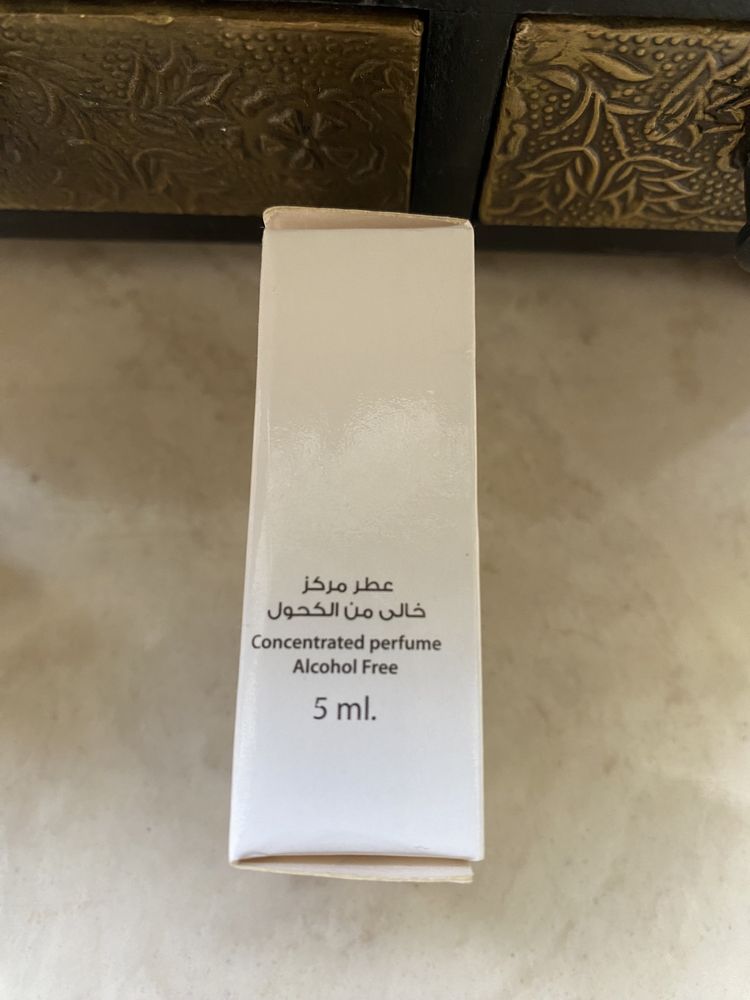 عطر مركز
خالى من الكحول
Concentrated perfume
Alcohol Free
5 ml.